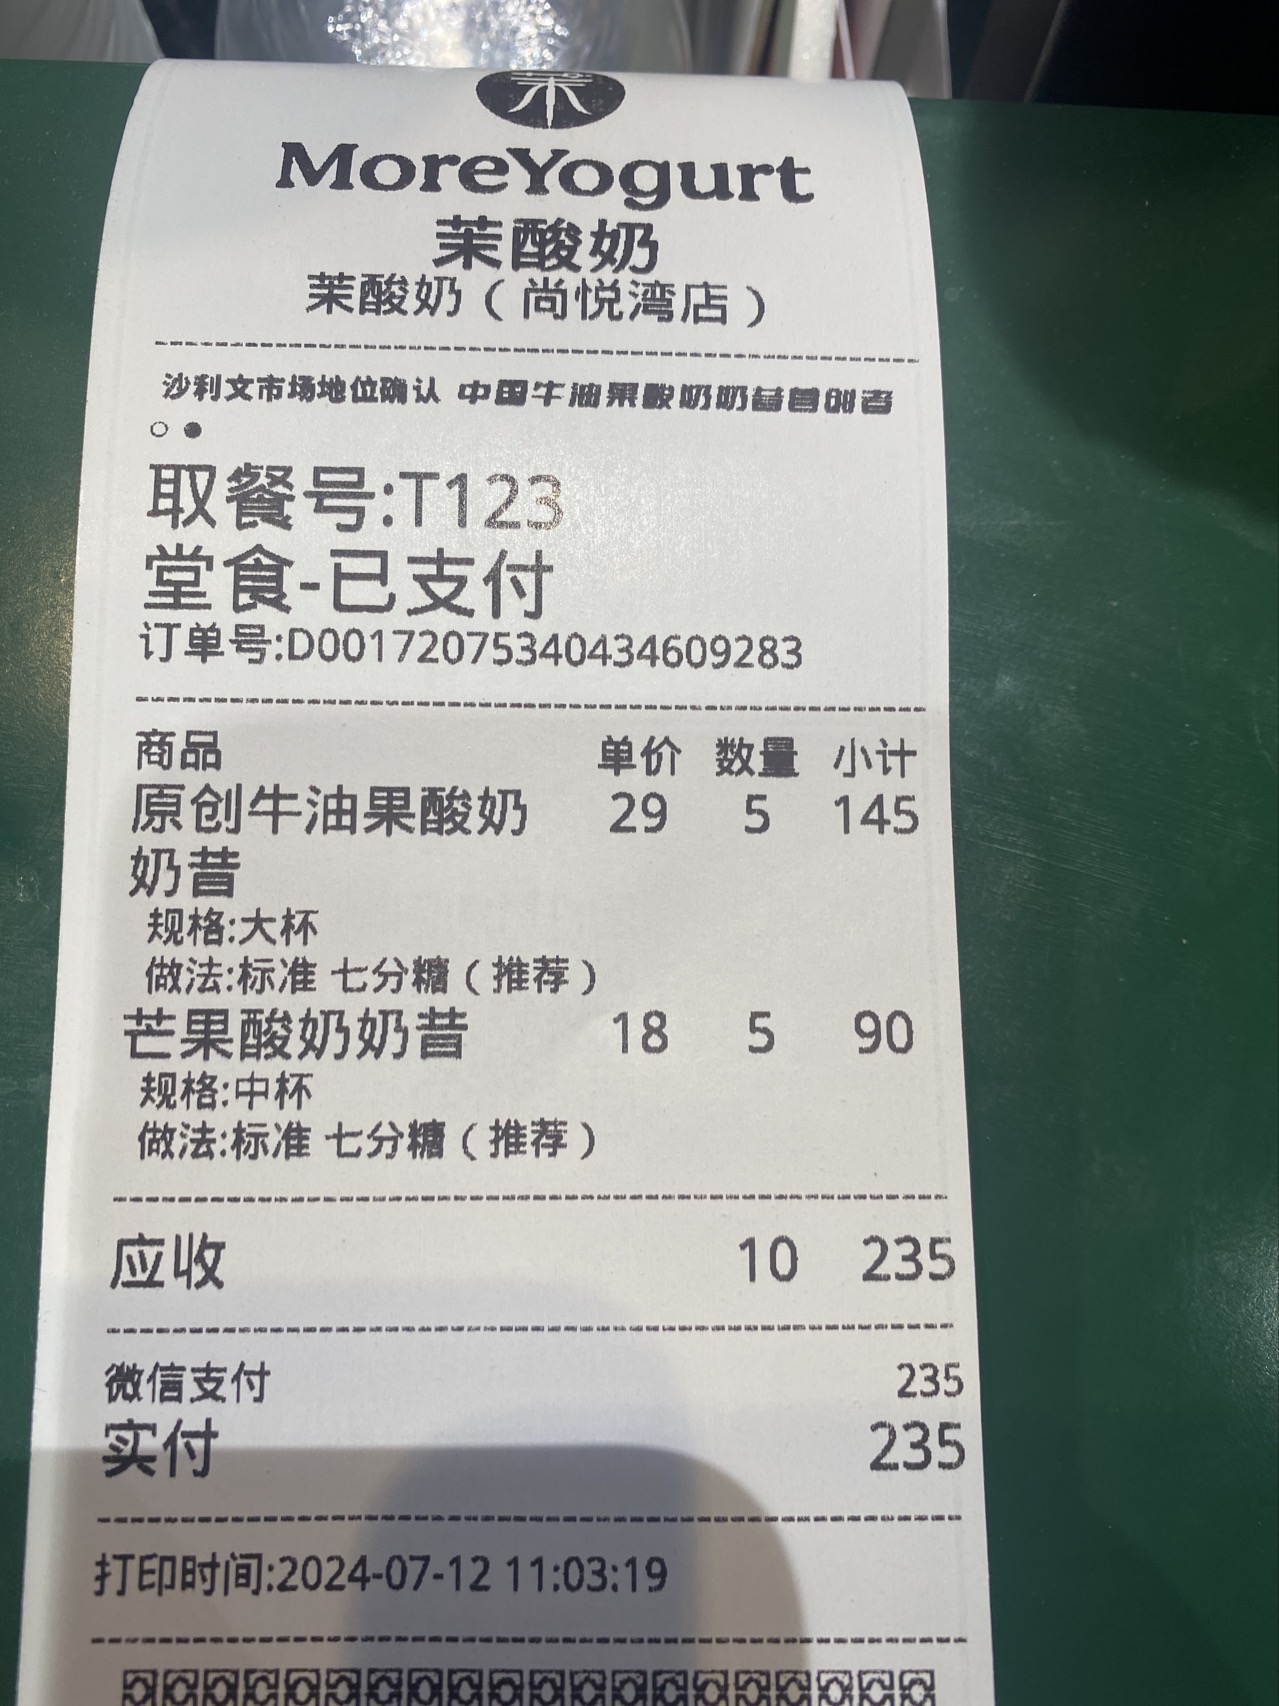 茉
MoreYogurt
茉酸奶
茉酸奶（尚悦湾店）
沙利文市场地位确认 中国牛油果酸奶奶昔首创者
取餐号:T123
堂食-已支付
订单号:D001720753404346​09283
商品 单价 数量 小计
原创牛油果酸奶 29 5 145
奶昔
规格:大杯
做法:标准 七分糖（推荐）
芒果酸奶奶昔 18 5 90
规格:中杯
做法:标准 七分糖（推荐）
应收 10 235
微信支付 235
实付 235
打印时间:2024-07-12 11:03:19